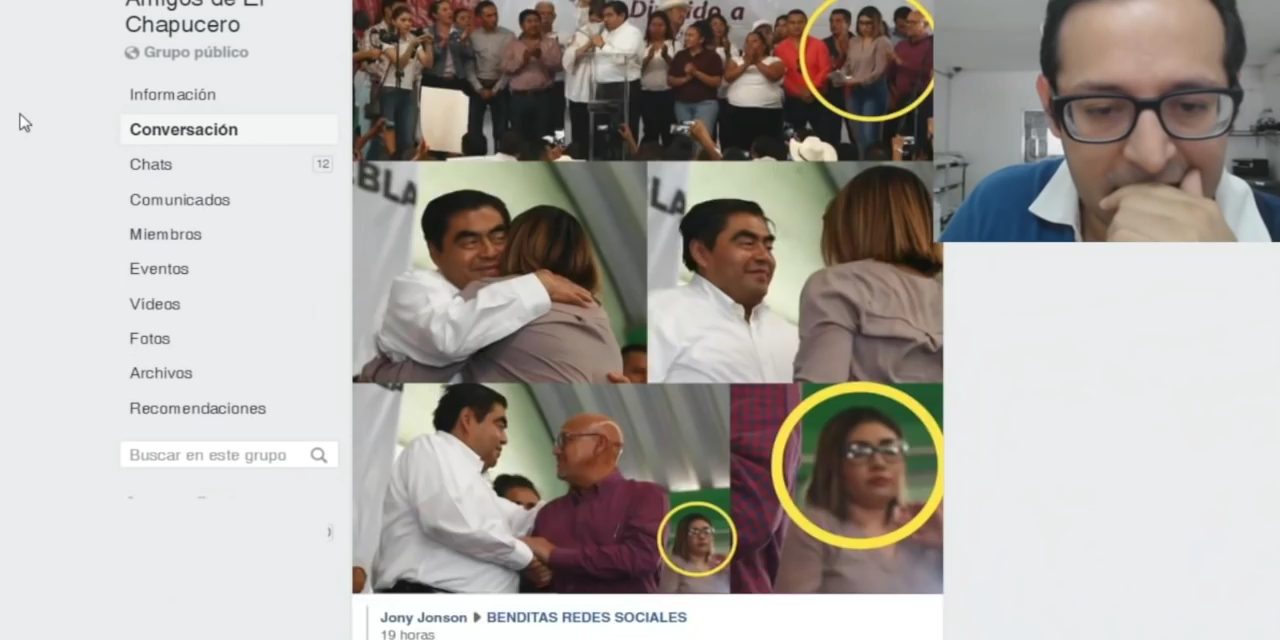 Amigos de El
Chapucero
Grupo público
Información
Conversación
Chats
12
Comunicados
Miembros
Eventos
Vídeos
Fotos
Archivos
Recomendaciones
Buscar en este grupo
Jony Jonson BENDITAS REDES SOCIALES
19 horas